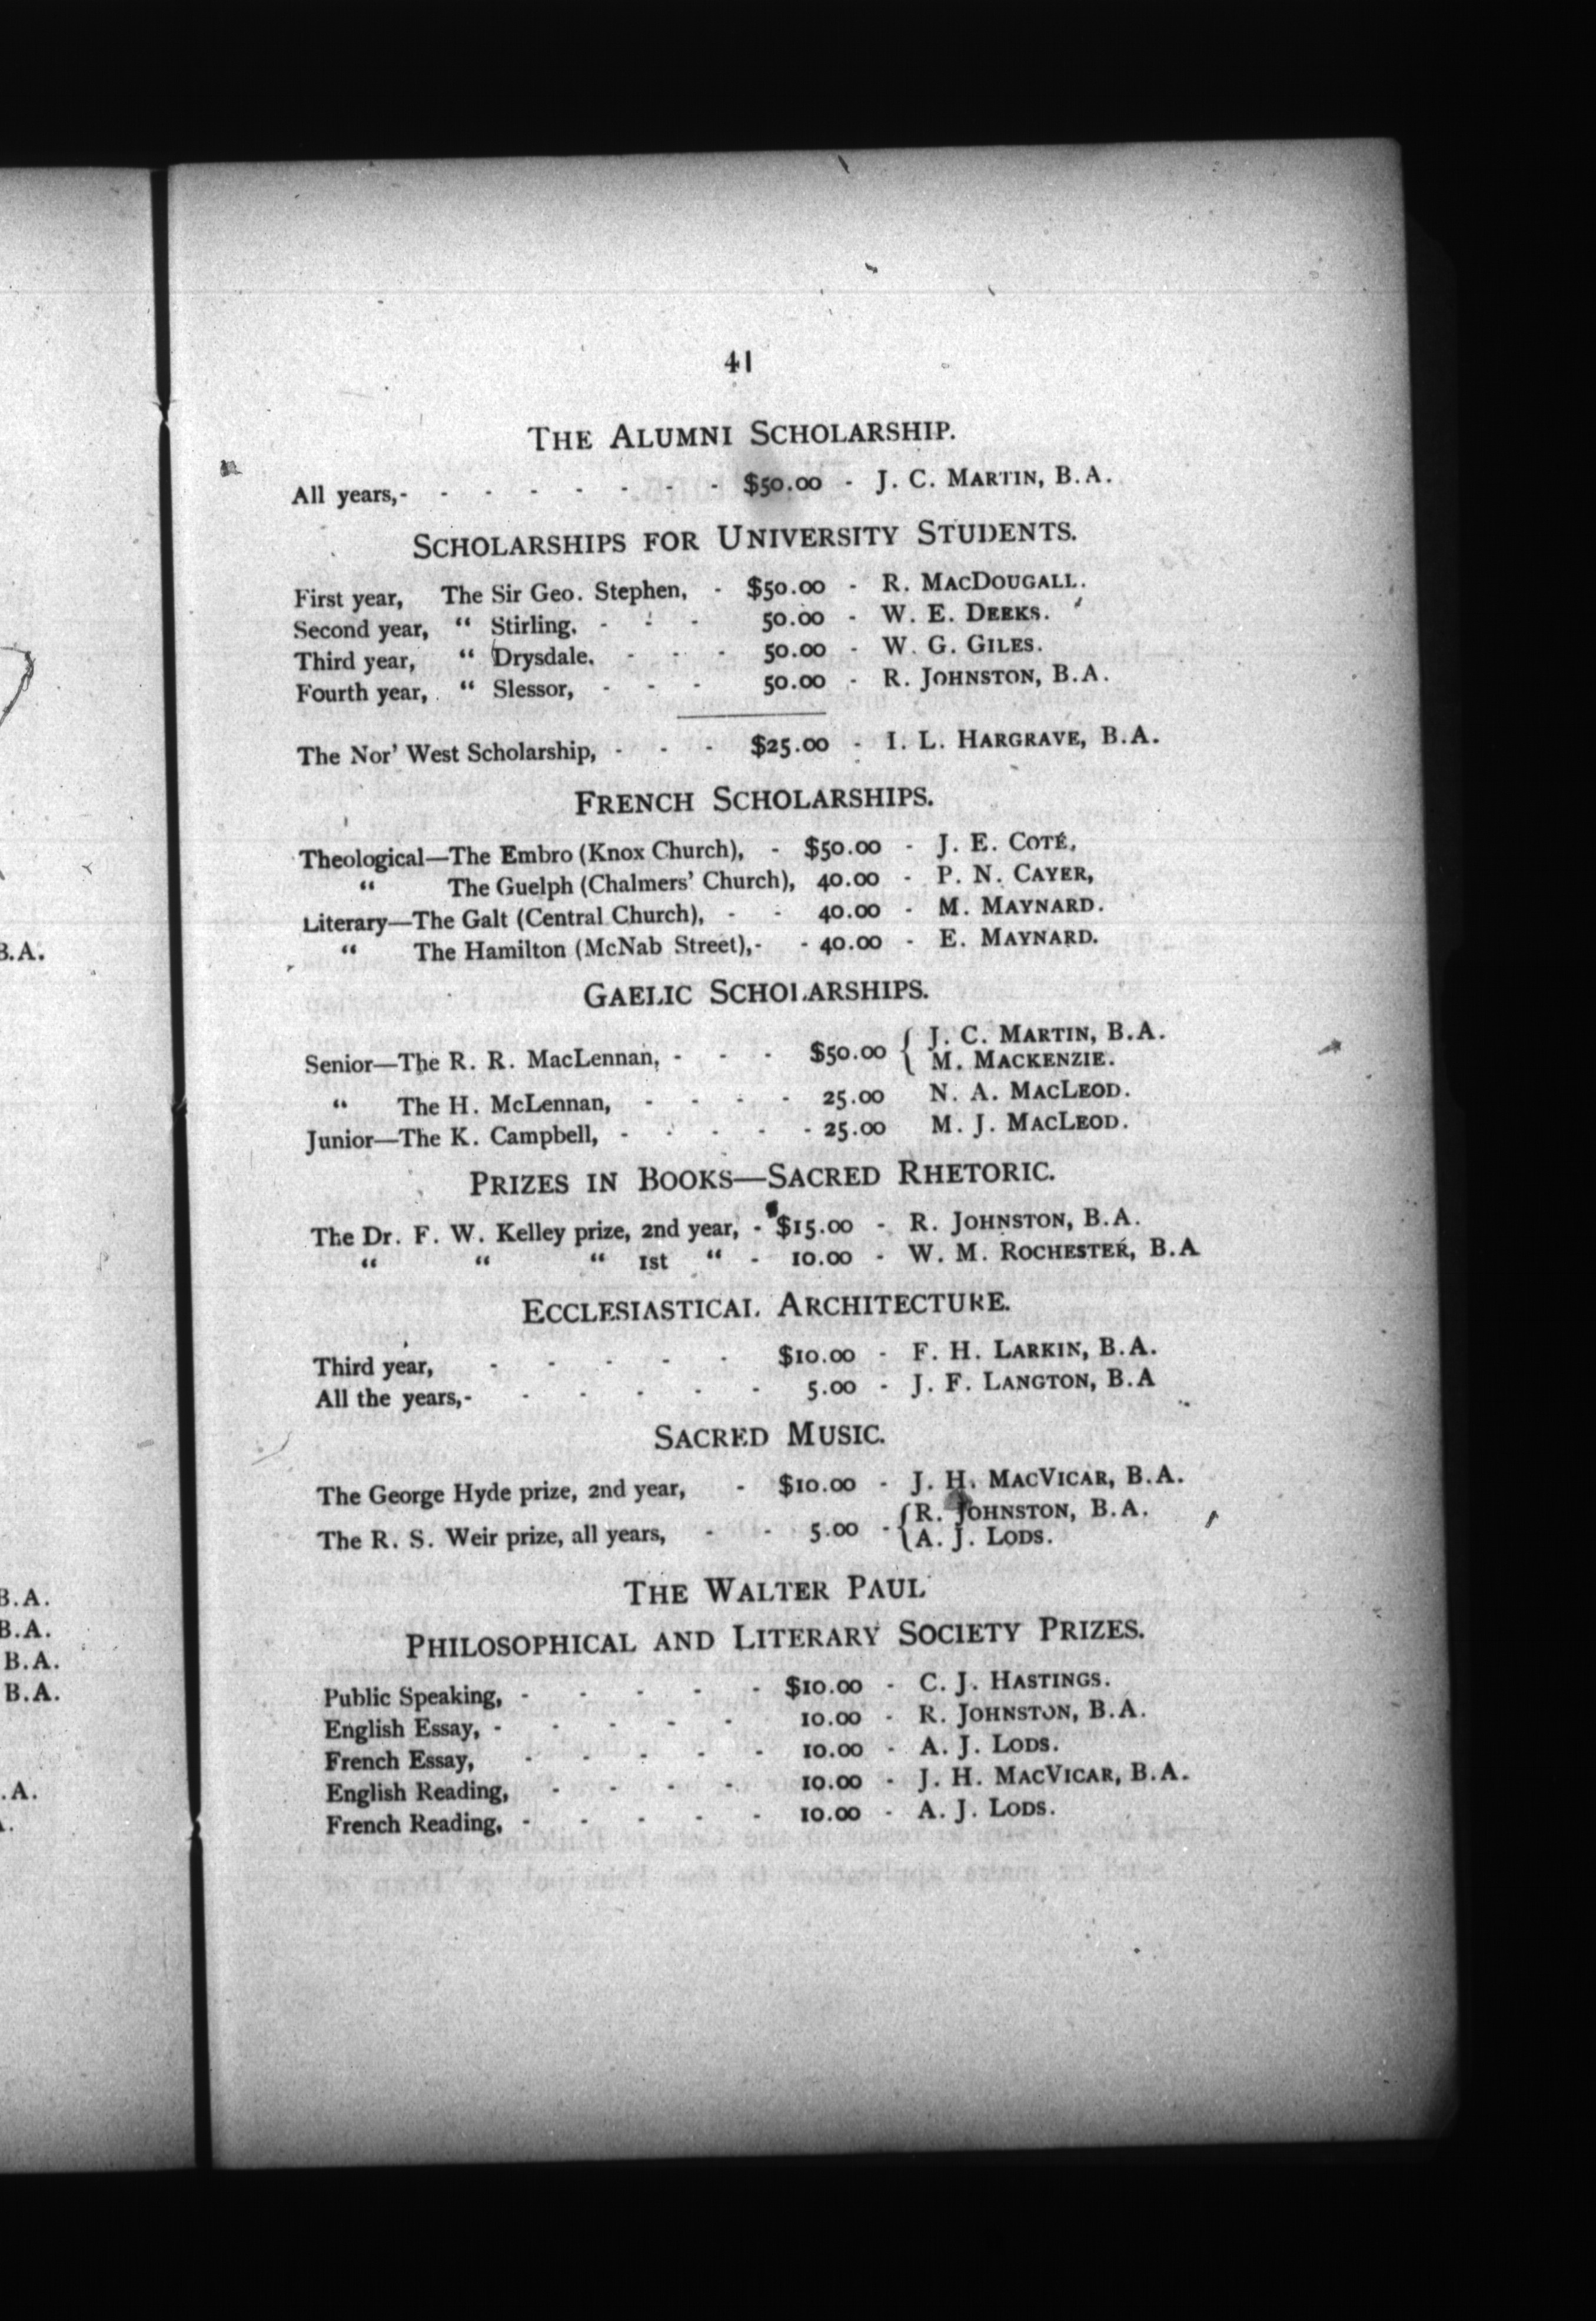 41
THE ALUMNI SCHOLARSHIP.
All years,- - - - - - - - $50.00 - J. C. MARTIN, B.A.
SCHOLARSHIPS FOR UNIVERSITY STUDENTS.
First year, The Sir Geo. Stephen, - $50.00 - R. MACDOUGALL.
Second year, “ Stirling, - - - 50.00 - W. E. DEEKS.
Third year, “ Drysdale. - - - 50.00 - W. G. GILES.
Fourth year, “ Slessor, - - - 50.00 - R. JOHNSTON, B.A.
The Nor' West Scholarship, - - - $25.00 - I. L. HARGRAVE, B.A.
FRENCH SCHOLARSHIPS.
Theological—The Embro (Knox Church), - $50.00 - J. E. COTÉ,
“ The Guelph (Chalmers' Church), 40.00 - P. N. CAYER,
Literary—The Galt (Central Church), - - 40.00 - M. MAYNARD.
“ The Hamilton (McNab Street),- - 40.00 - E. MAYNARD.
GAELIC SCHOLARSHIPS.
Senior—The R. R. MacLennan, - - - $50.00 { J. C. MARTIN, B.A.
M. MACKENZIE.
“ The H. McLennan, - - - - 25.00 N. A. MACLEOD.
Junior—The K. Campbell, - - - - - 25.00 M. J. MACLEOD.
PRIZES IN BOOKS—SACRED RHETORIC.
The Dr. F. W. Kelley prize, 2nd year, - $15.00 - R. JOHNSTON, B.A.
“ “ “ 1st “ - 10.00 - W. M. ROCHESTER, B.A
ECCLESIASTICAL ARCHITECTURE.
Third year, - - - - - $10.00 - F. H. LARKIN, B.A.
All the years,- - - - - - 5.00 - J. F. LANGTON, B.A
SACRED MUSIC.
The George Hyde prize, 2nd year, - $10.00 - J. H. MACVICAR, B.A.
The R. S. Weir prize, all years, - - 5.00 - { R. JOHNSTON, B.A.
A. J. LODS.
THE WALTER PAUL
PHILOSOPHICAL AND LITERARY SOCIETY PRIZES.
Public Speaking, - - - - - $10.00 - C. J. HASTINGS.
English Essay, - - - - - 10.00 - R. JOHNSTON, B.A.
French Essay, - - - - - 10.00 - A. J. LODS.
English Reading, - - - - 10.00 - J. H. MACVICAR, B.A.
French Reading, - - - - - 10.00 - A. J. LODS.
B.A.
B.A.
B.A.
B.A.
B.A.
.A.